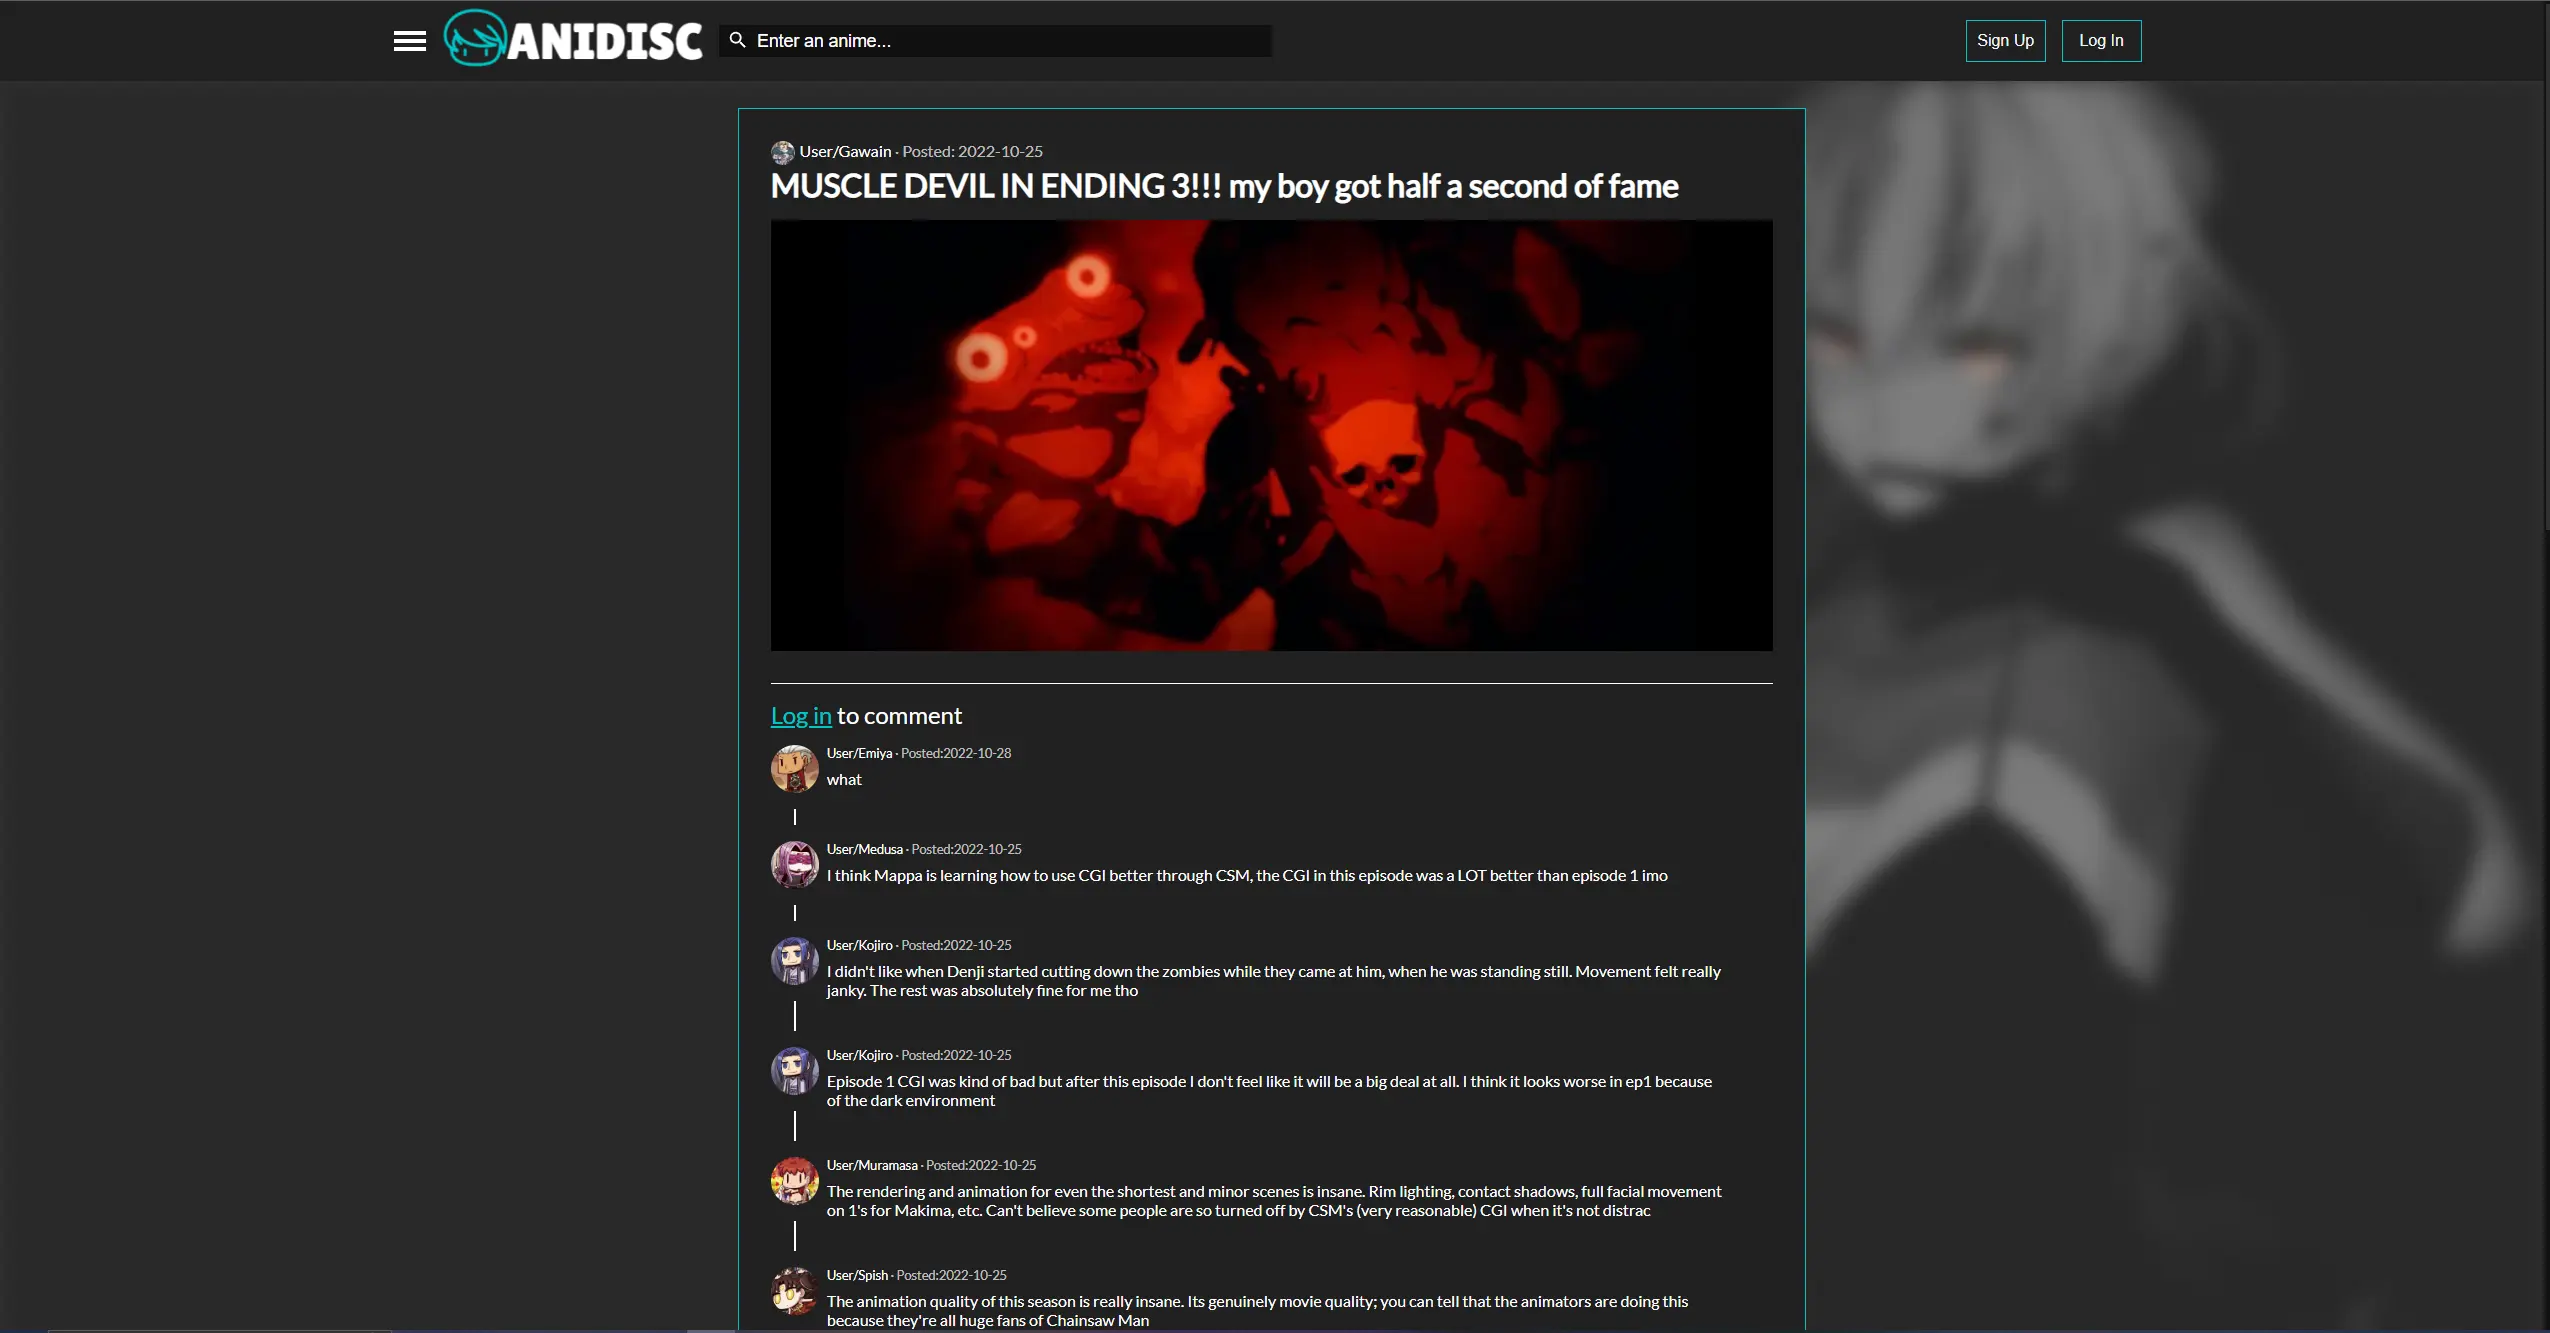 ANIDISC
Enter an anime...
Sign Up
Log In
User/Gawain · Posted: 2022-10-25
MUSCLE DEVIL IN ENDING 3!!! my boy got half a second of fame
Log in to comment
User/Emiya · Posted:2022-10-28
what
User/Medusa · Posted:2022-10-25
I think Mappa is learning how to use CGI better through CSM, the CGI in this episode was a LOT better than episode 1 imo
User/Kojiro · Posted:2022-10-25
I didn't like when Denji started cutting down the zombies while they came at him, when he was standing still. Movement felt really
janky. The rest was absolutely fine for me tho
User/Kojiro · Posted:2022-10-25
Episode 1 CGI was kind of bad but after this episode I don't feel like it will be a big deal at all. I think it looks worse in ep1 because
of the dark environment
User/Muramasa · Posted:2022-10-25
The rendering and animation for even the shortest and minor scenes is insane. Rim lighting, contact shadows, full facial movement
on 1's for Makima, etc. Can't believe some people are so turned off by CSM's (very reasonable) CGI when it's not distrac
User/Spish · Posted:2022-10-25
The animation quality of this season is really insane. Its genuinely movie quality; you can tell that the animators are doing this
because they're all huge fans of Chainsaw Man